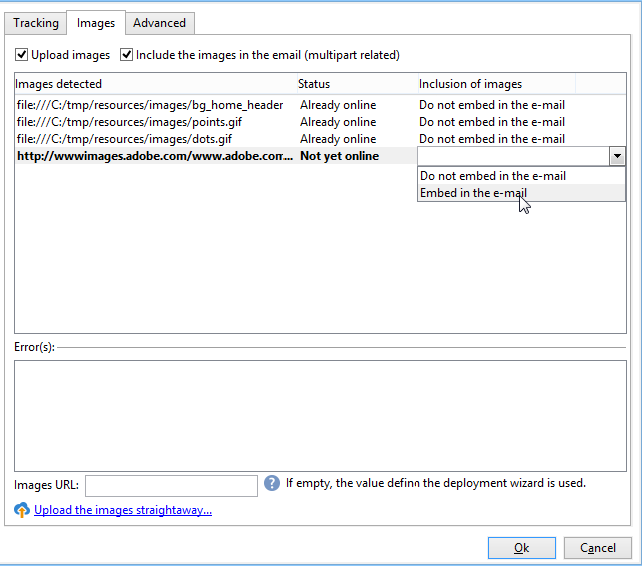 Tracking Images Advanced
Upload images Include the images in the email (multipart related)
Images detected Status Inclusion of images
file:///C:/tmp/resources/images/bg_home_header Already online Do not embed in the e-mail
file:///C:/tmp/resources/images/points.gif Already online Do not embed in the e-mail
file:///C:/tmp/resources/images/dots.gif Already online Do not embed in the e-mail
http://wwwimages.adobe.com/www.adobe.com... Not yet online
Do not embed in the e-mail
Embed in the e-mail
Error(s):
Images URL: If empty, the value defin the deployment wizard is used.
Upload the images straightaway...
Ok Cancel